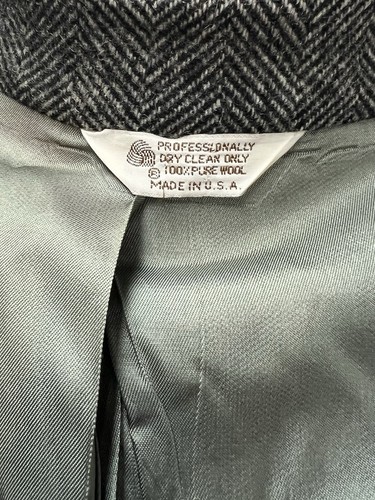 PROFESSIONALLY
DRY CLEAN ONLY
® 100% PURE WOOL
MADE IN U.S.A.